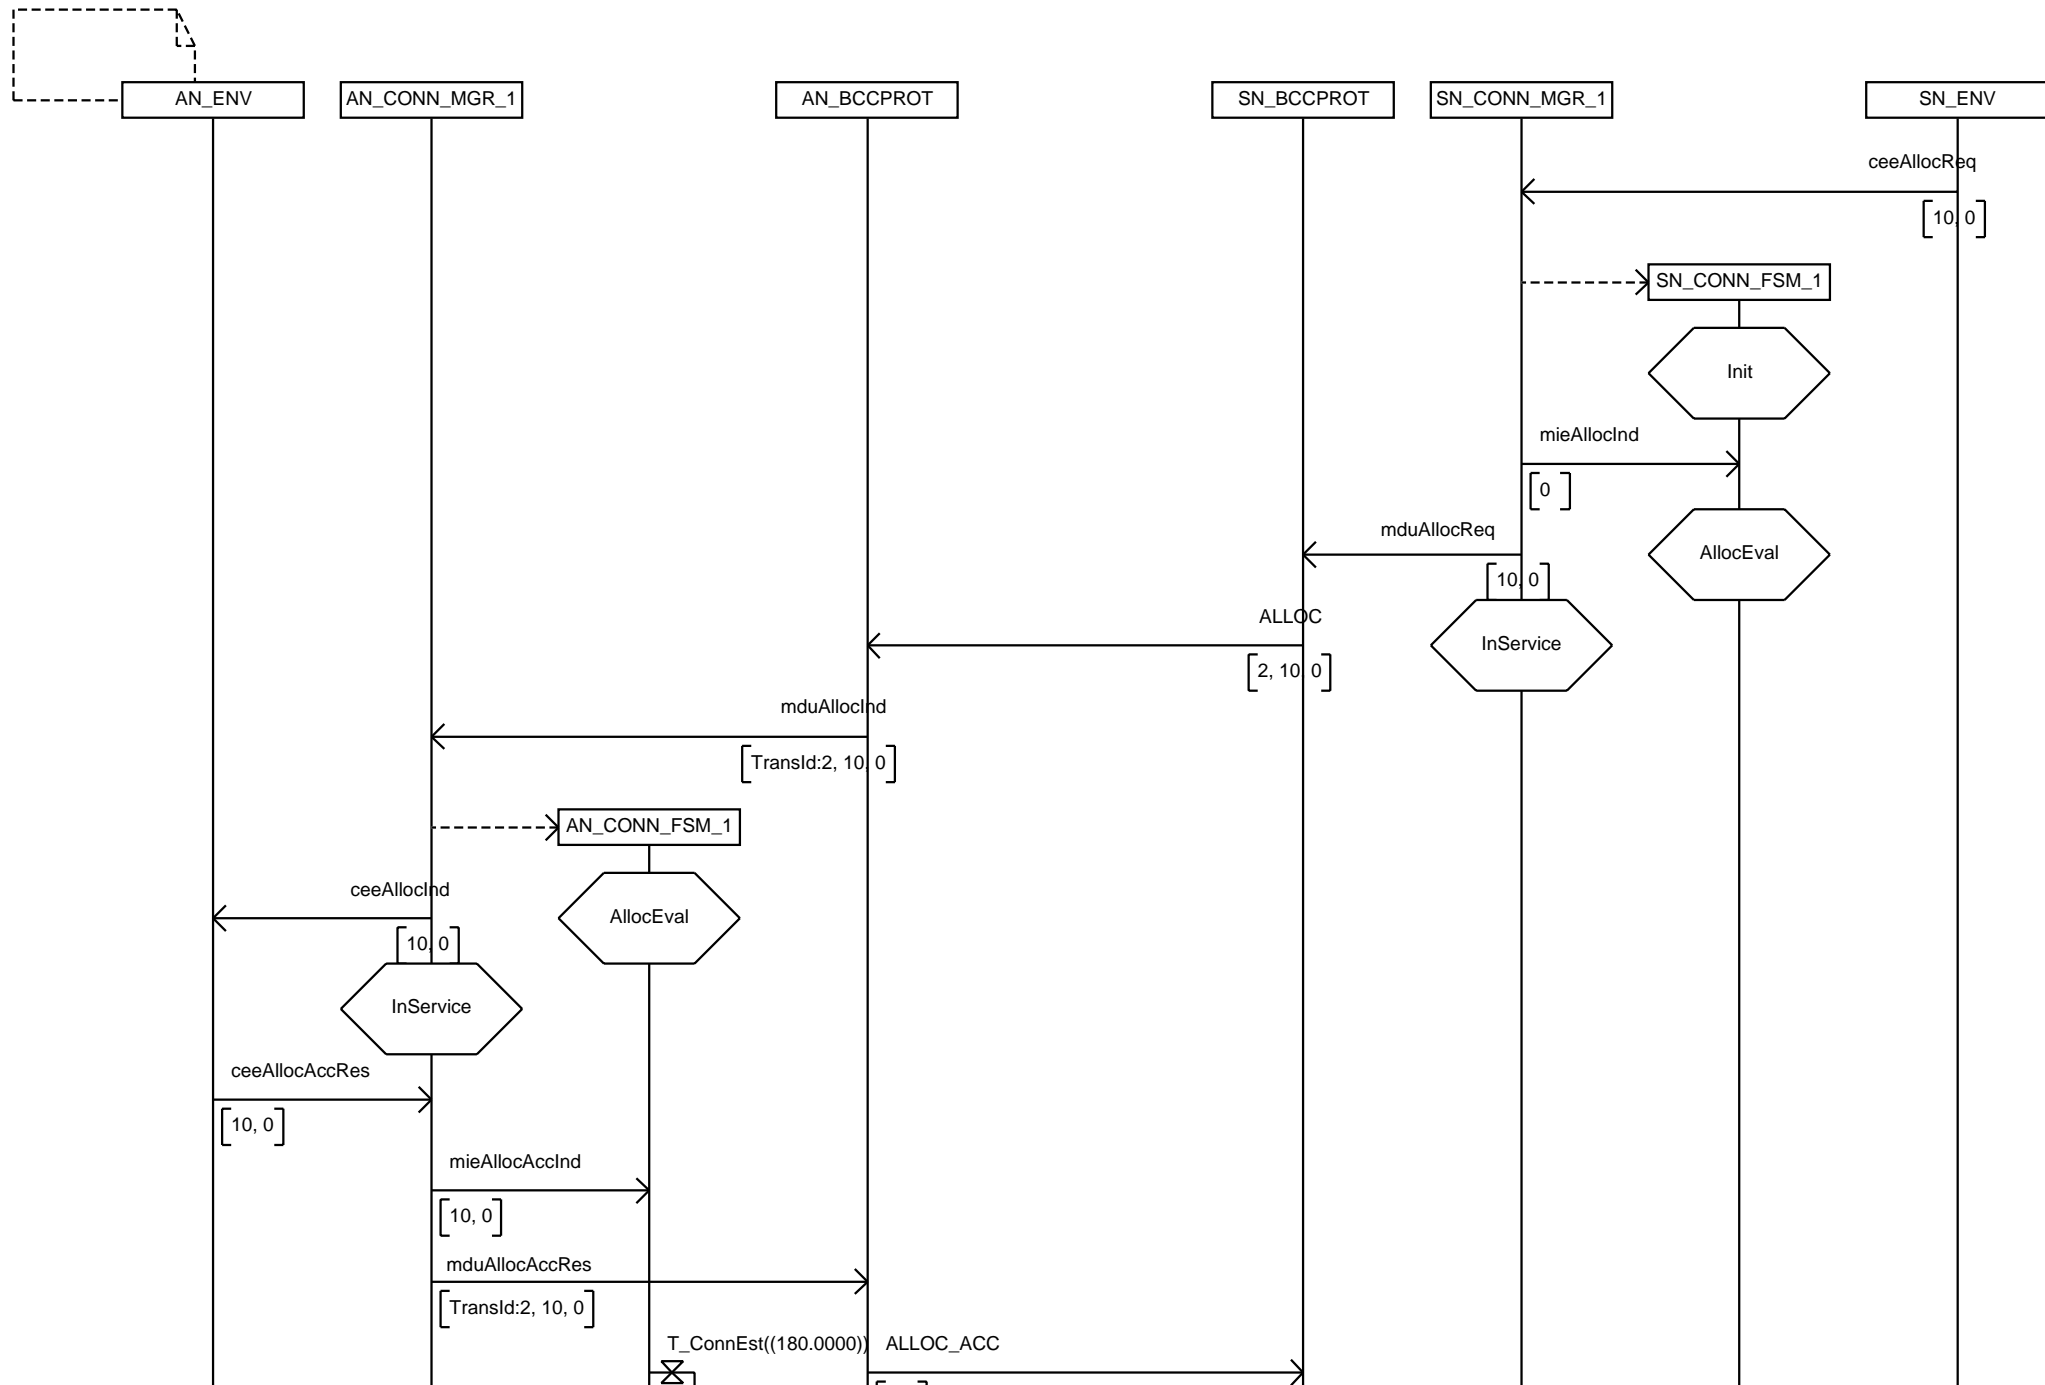 AN_ENV
AN_CONN_MGR_1
AN_BCCPROT
SN_BCCPROT
SN_CONN_MGR_1
SN_ENV
ceeAllocReq
10, 0
SN_CONN_FSM_1
Init
mieAllocInd
0
mduAllocReq
AllocEval
10, 0
ALLOC
InService
2, 10, 0
mduAllocInd
TransId:2, 10, 0
AN_CONN_FSM_1
ceeAllocInd
AllocEval
10, 0
InService
ceeAllocAccRes
10, 0
mieAllocAccInd
10, 0
mduAllocAccRes
TransId:2, 10, 0
T_ConnEst((180.0000))
ALLOC_ACC